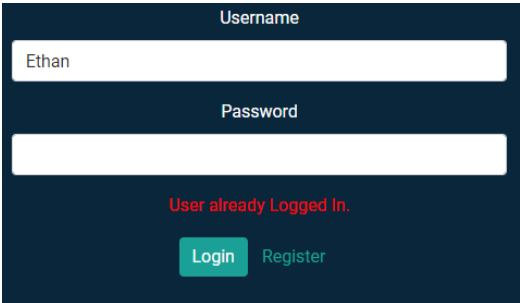 Username
Ethan
Password
User already Logged In.
Login Register